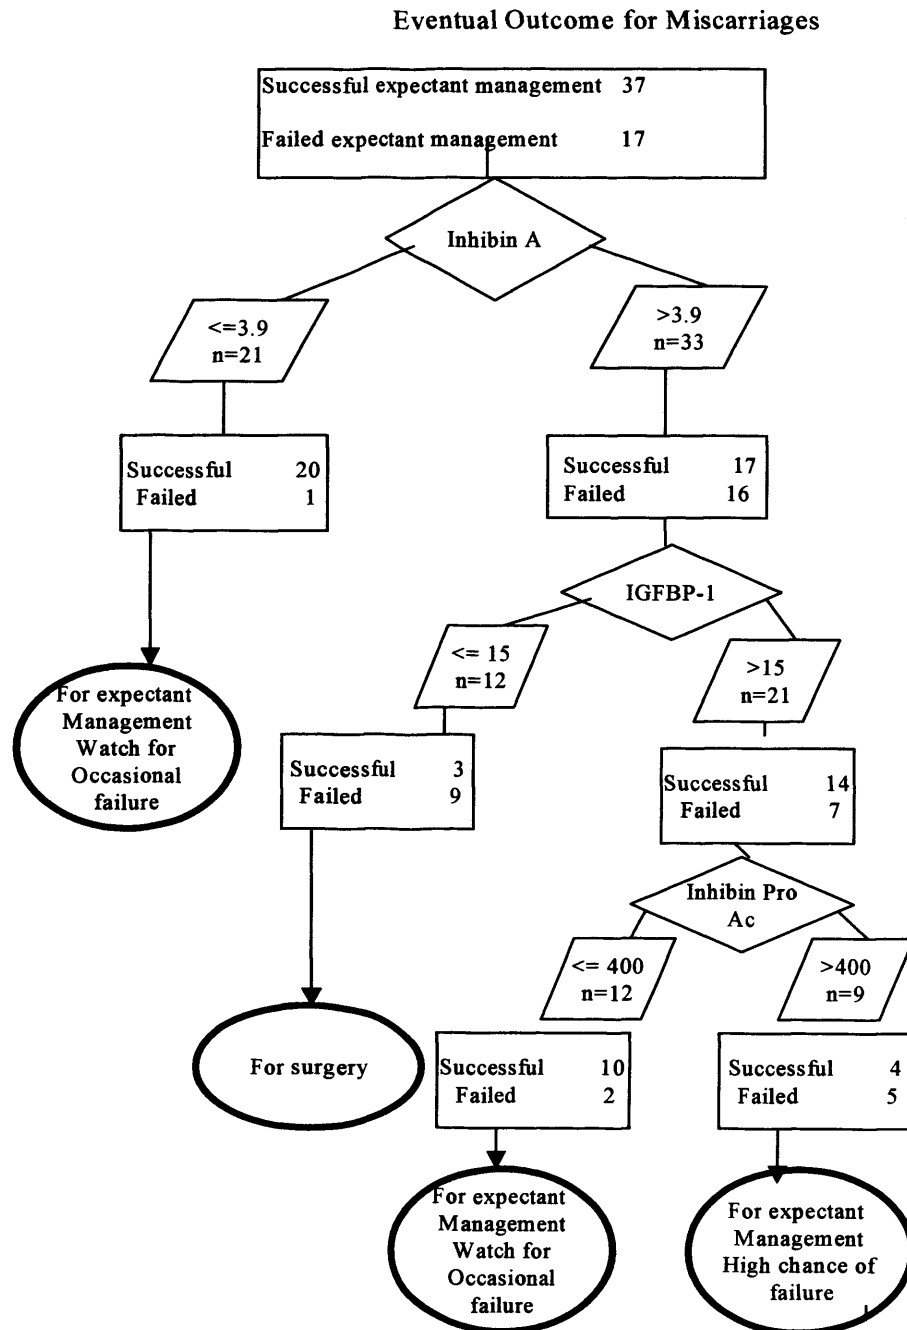 Eventual Outcome for Miscarriages
Successful expectant management 37
Failed expectant management 17
Inhibin A
<=3.9
n=21
>3.9
n=33
Successful 20
Failed 1
Successful 17
Failed 16
IGFBP-1
<= 15
n=12
>15
n=21
For expectant
Management
Watch for
Occasional
failure
Successful 3
Failed 9
Successful 14
Failed 7
Inhibin Pro
Ac
<= 400
n=12
>400
n=9
For surgery
Successful 10
Failed 2
Successful 4
Failed 5
For expectant
Management
Watch for
Occasional
failure
For expectant
Management
High chance of
failure